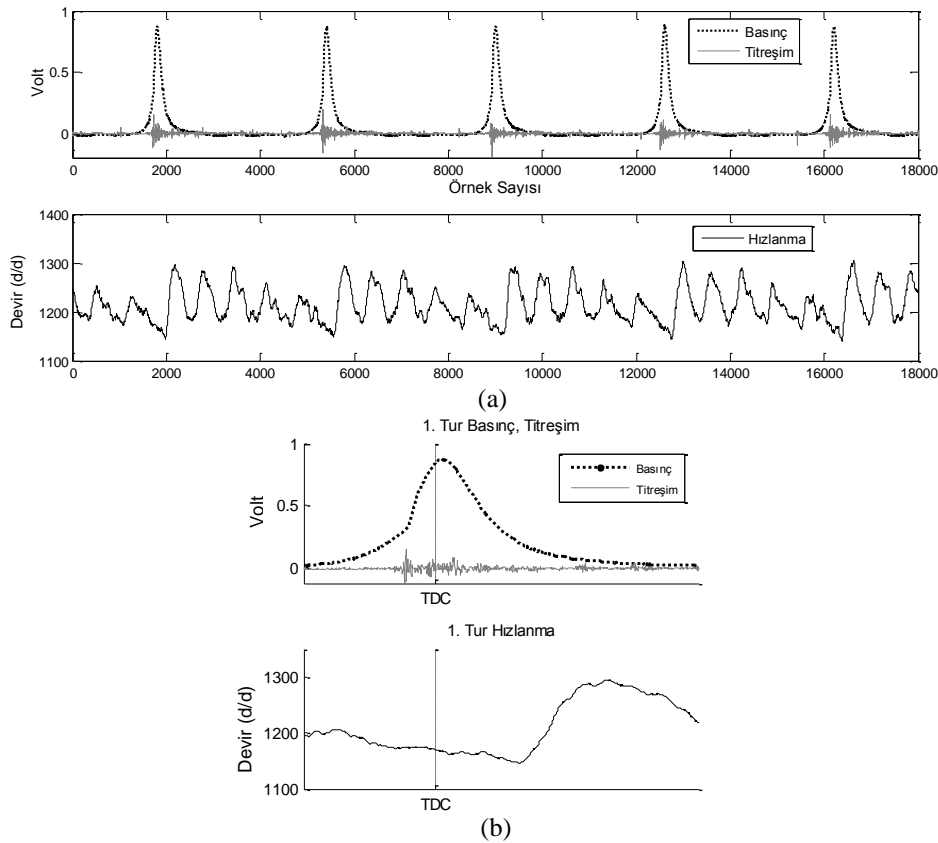 1
0.5
0
Volt
Basınç
Titreşim
0 2000 4000 6000 8000 10000 12000 14000 16000 18000
Örnek Sayısı
1400
1300
1200
1100
Devir (d/d)
Hızlanma
0 2000 4000 6000 8000 10000 12000 14000 16000 18000
(a)
1. Tur Basınç, Titreşim
1
0.5
0
Volt
Basınç
Titreşim
TDC
1. Tur Hızlanma
1300
1200
1100
Devir (d/d)
TDC
(b)